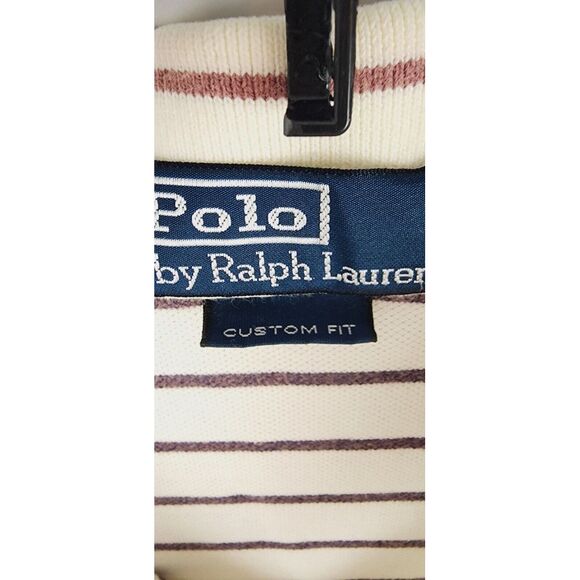 Polo
by Ralph Lauren
CUSTOM FIT